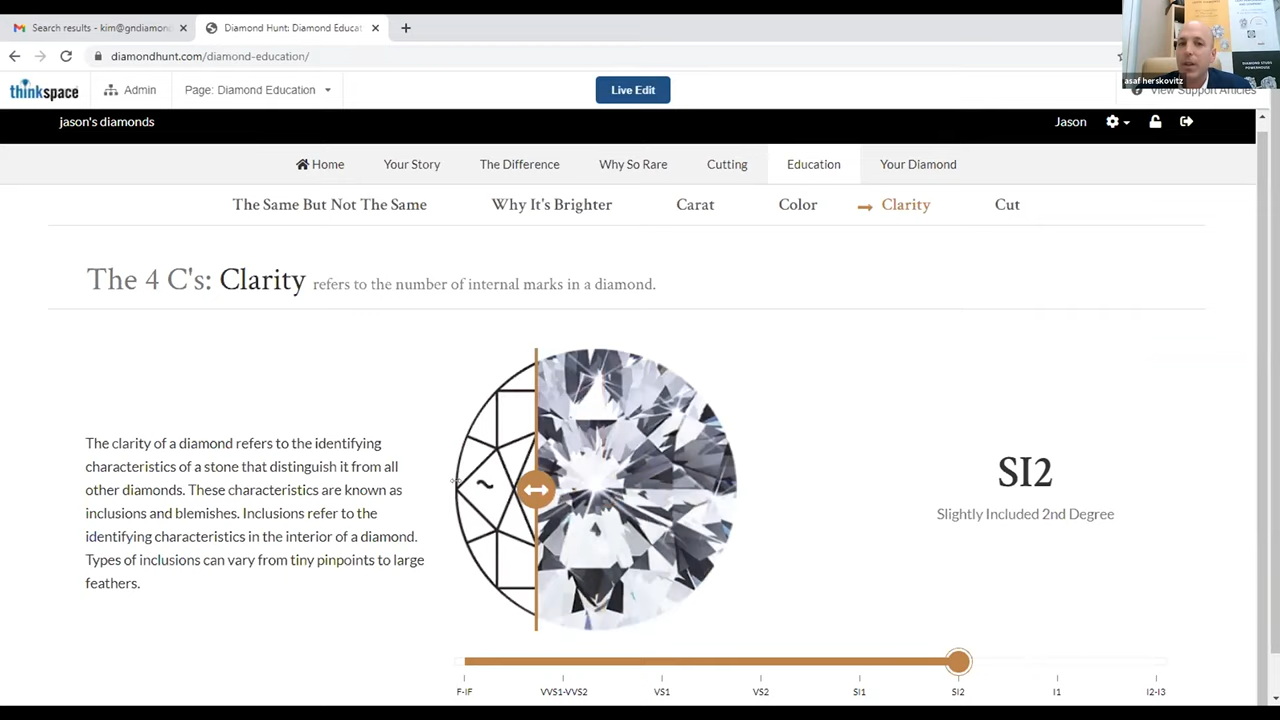 Search results - kim@gndiamond
Diamond Hunt: Diamond Educat
diamondhunt.com/diamond-education/
asaf herskovitz
thinkspace
Admin
Page: Diamond Education
Live Edit
View Support Articles
jason's diamonds
Jason
Home
Your Story
The Difference
Why So Rare
Cutting
Education
Your Diamond
The Same But Not The Same
Why It's Brighter
Carat
Color
Clarity
Cut
The 4 C's: Clarity refers to the number of internal marks in a diamond.
The clarity of a diamond refers to the identifying
characteristics of a stone that distinguish it from all
other diamonds. These characteristics are known as
inclusions and blemishes. Inclusions refer to the
identifying characteristics in the interior of a diamond.
Types of inclusions can vary from tiny pinpoints to large
feathers.
SI2
Slightly Included 2nd Degree
F-IF
VVS1-VVS2
VS1
VS2
SI1
SI2
I1
I2-I3